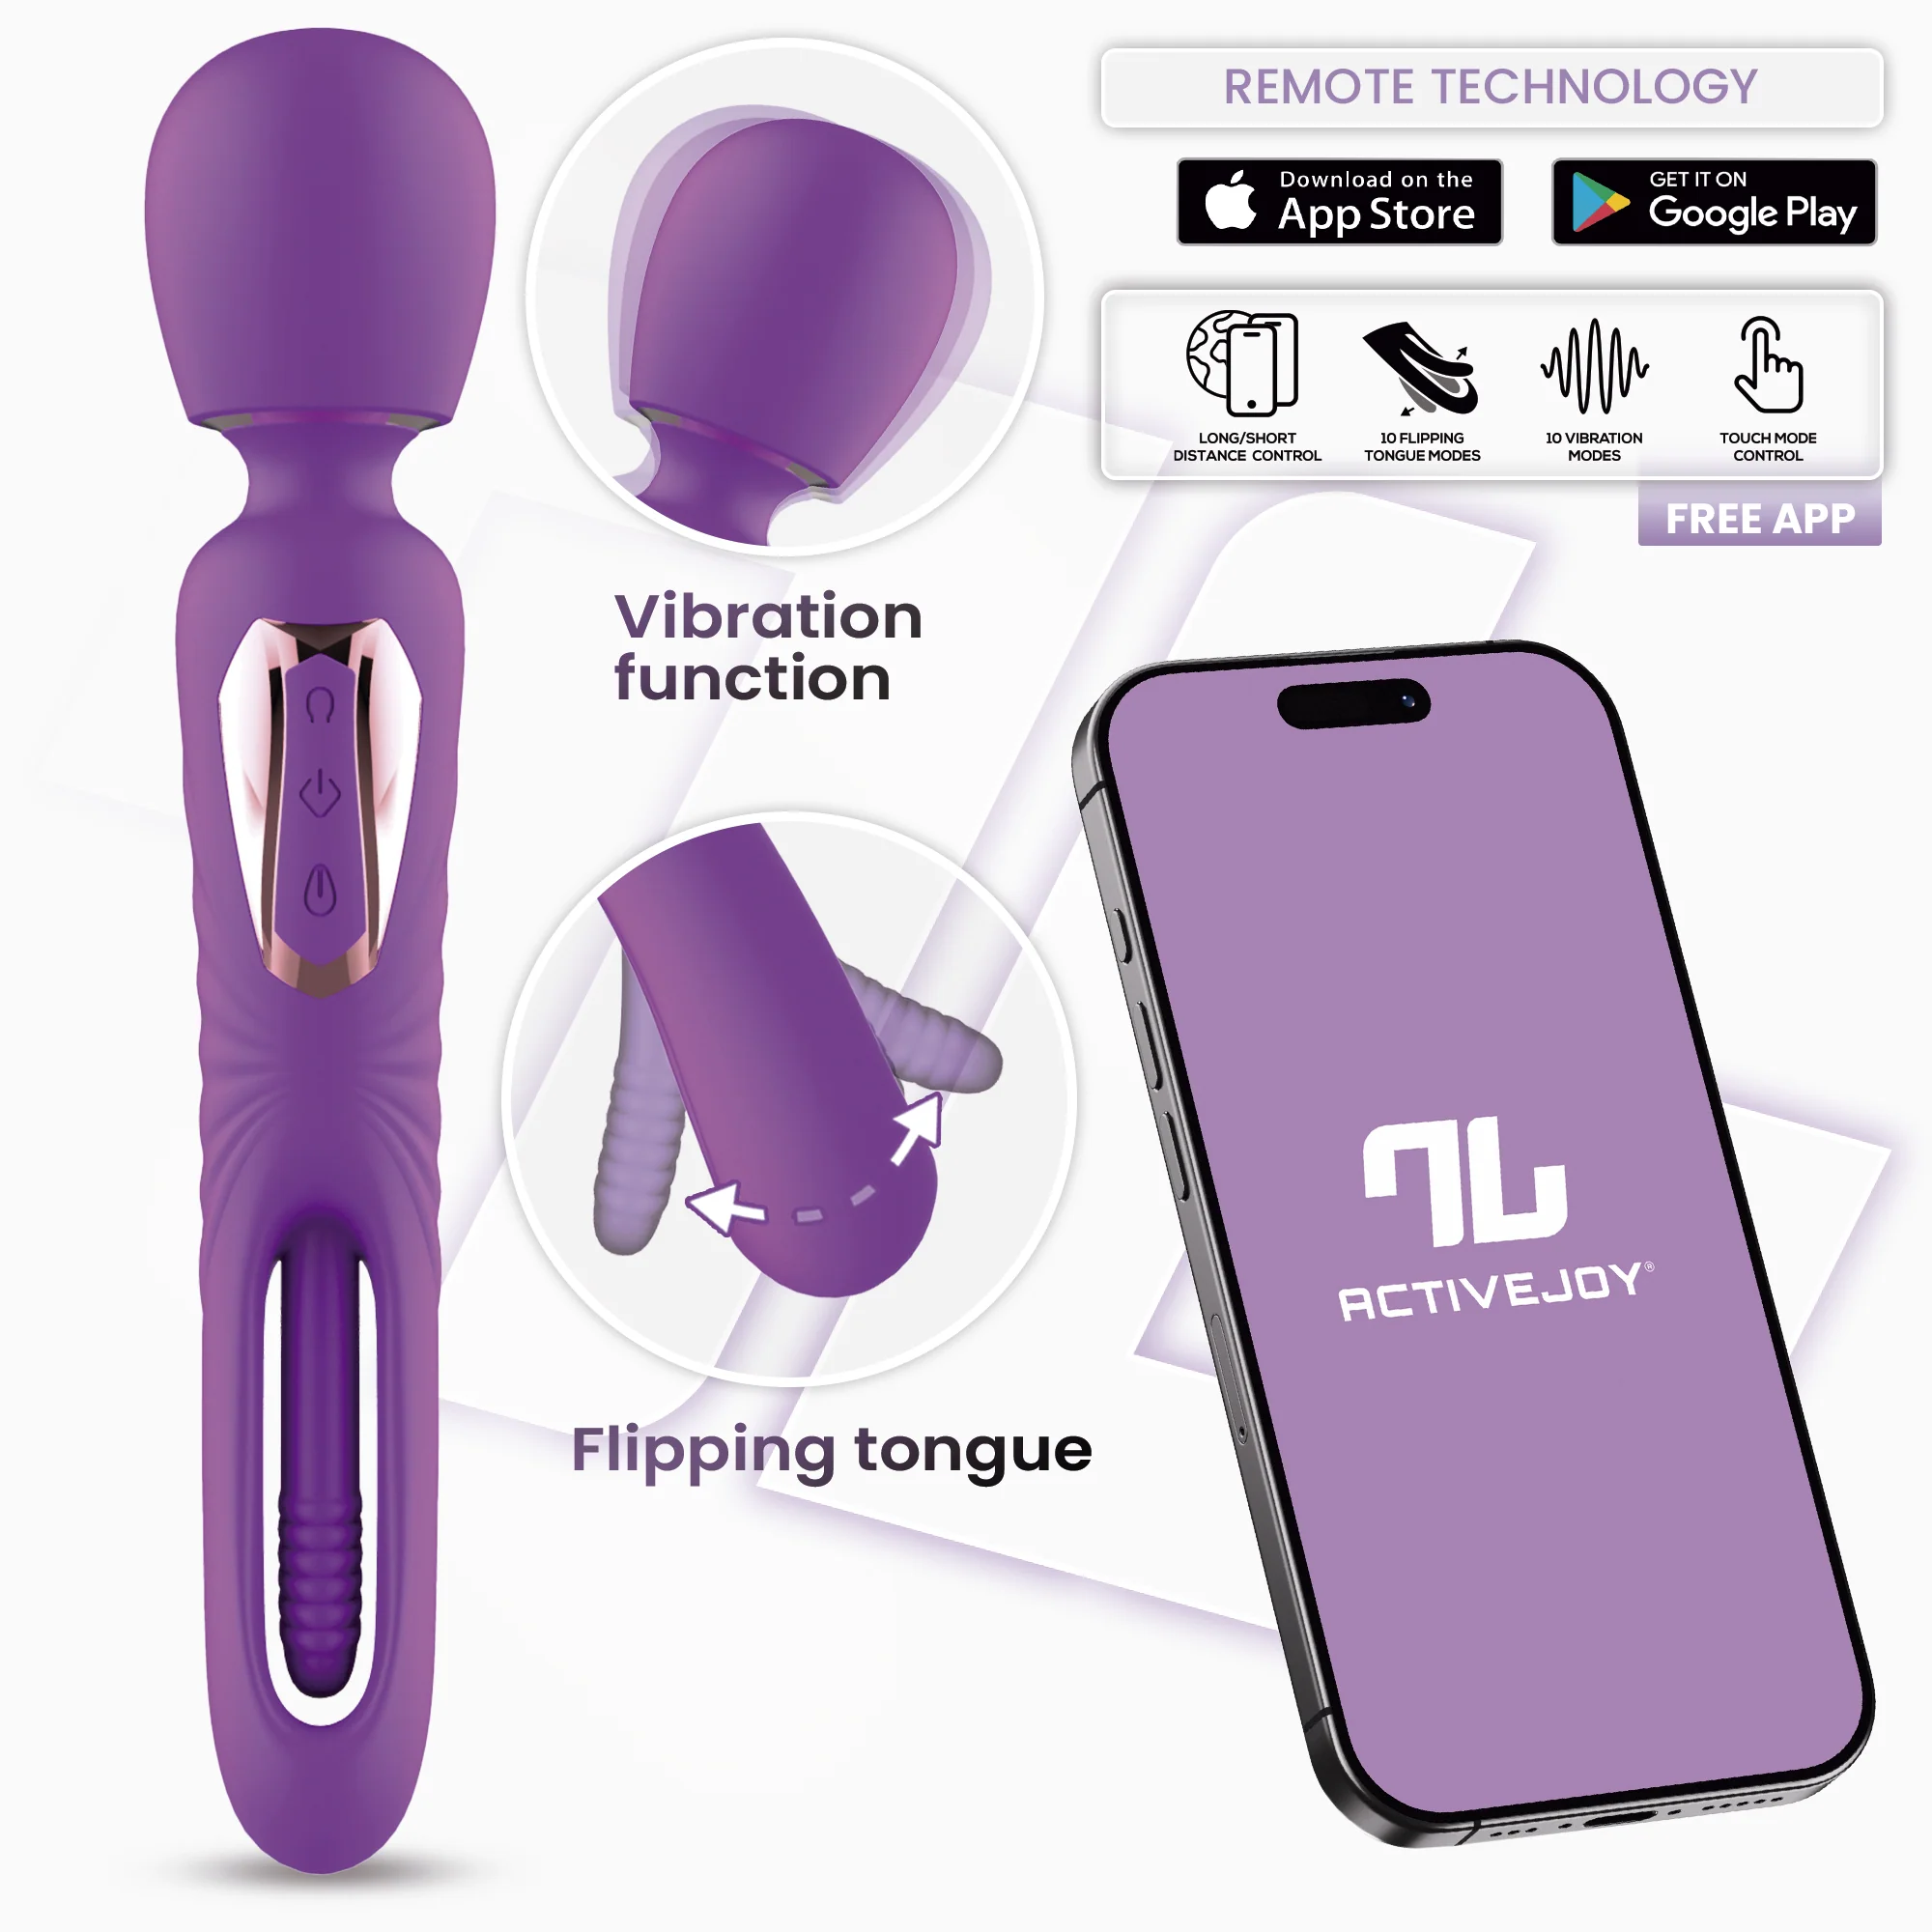 REMOTE TECHNOLOGY
Download on the
App Store
GET IT ON
Google Play
LONG/SHORT
DISTANCE CONTROL
10 FLIPPING
TONGUE MODES
10 VIBRATION
MODES
TOUCH MODE
CONTROL
FREE APP
Vibration
function
Flipping tongue
ACTIVEJOY®